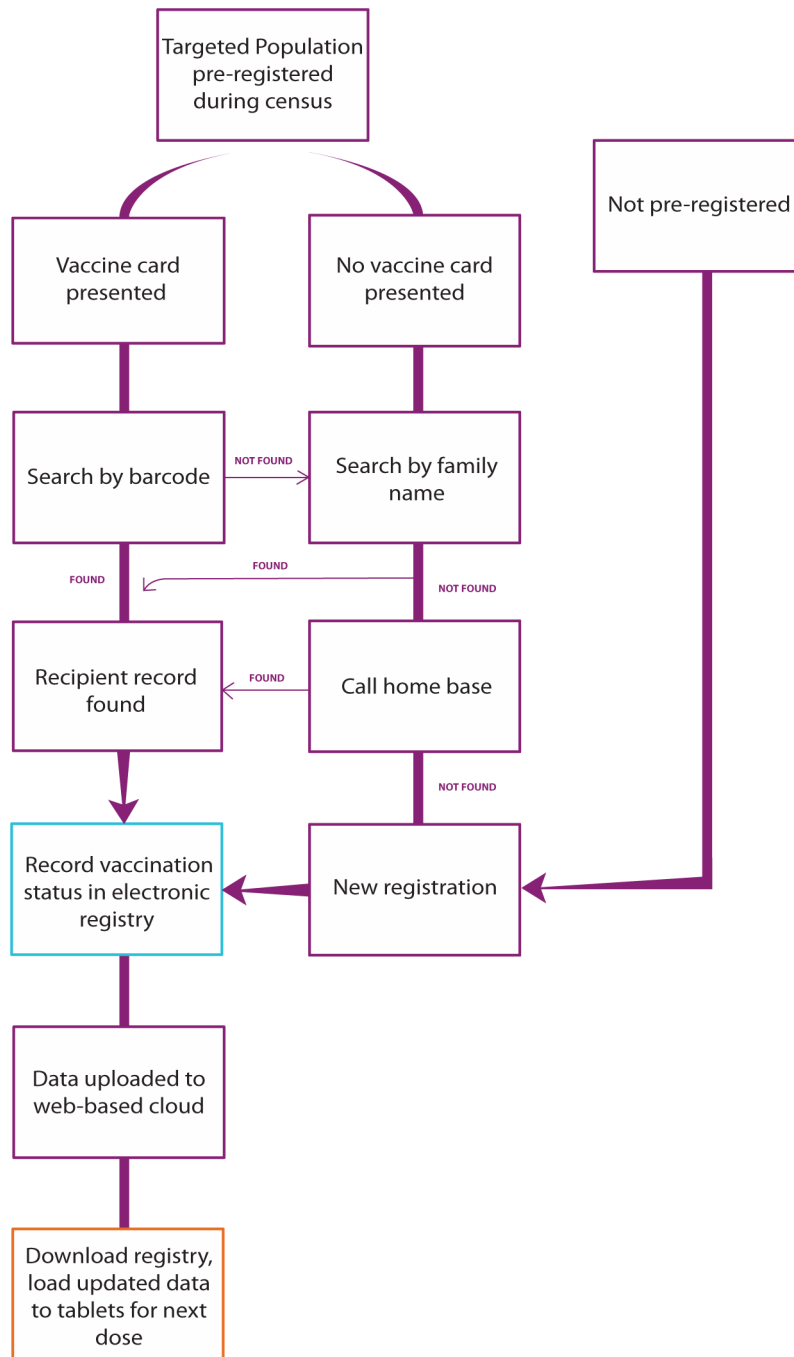 Targeted Population
pre-registered
during census
Not pre-registered
Vaccine card
presented
No vaccine card
presented
Search by barcode
NOT FOUND
Search by family
name
FOUND
FOUND
NOT FOUND
Recipient record
found
FOUND
Call home base
NOT FOUND
Record vaccination
status in electronic
registry
New registration
Data uploaded to
web-based cloud
Download registry,
load updated data
to tablets for next
dose